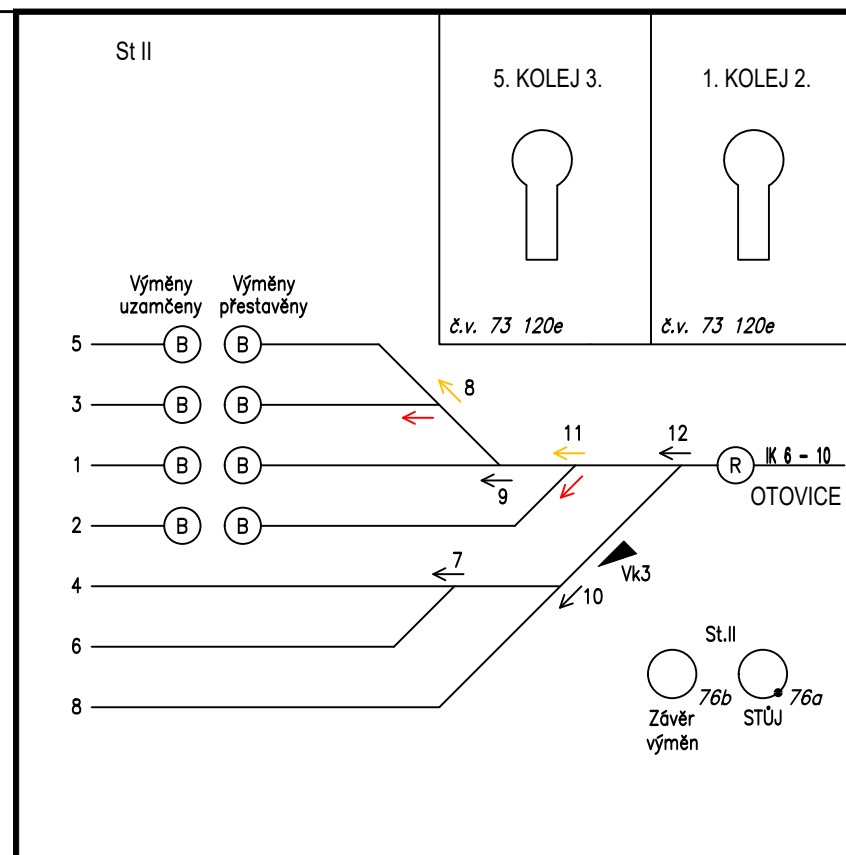 St II
5. KOLEJ 3.
1. KOLEJ 2.
č.v. 73 120e
č.v. 73 120e
Výměny uzamčeny
Výměny přestavěny
5 B B
8
3 B B
11
12
1 B B
R
IK 6 - 10
9
OTOVICE
2 B B
7
4
Vk3
10
6
St.II
76b
76a
8
Závěr výměn
STŮJ